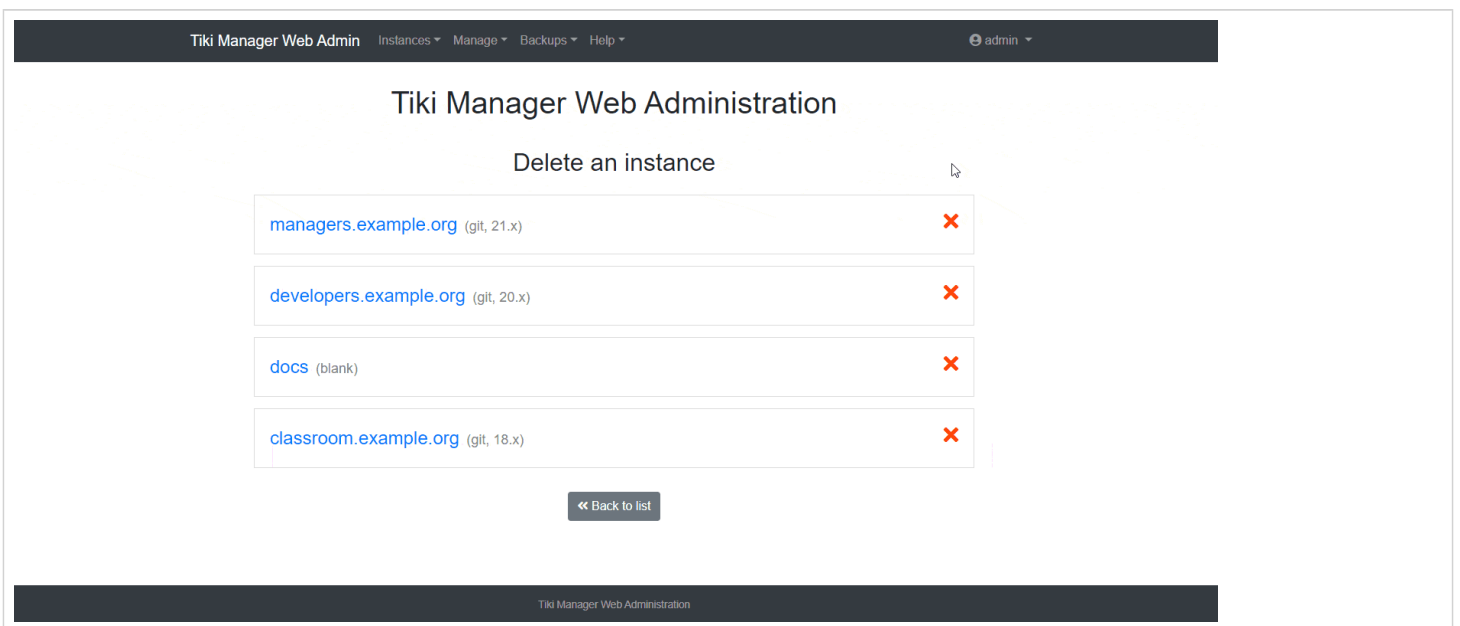 Tiki Manager Web Admin Instances Manage Backups Help admin
Tiki Manager Web Administration
Delete an instance
managers.example.org (git, 21.x)
developers.example.org (git, 20.x)
docs (blank)
classroom.example.org (git, 18.x)
Back to list
Tiki Manager Web Administration